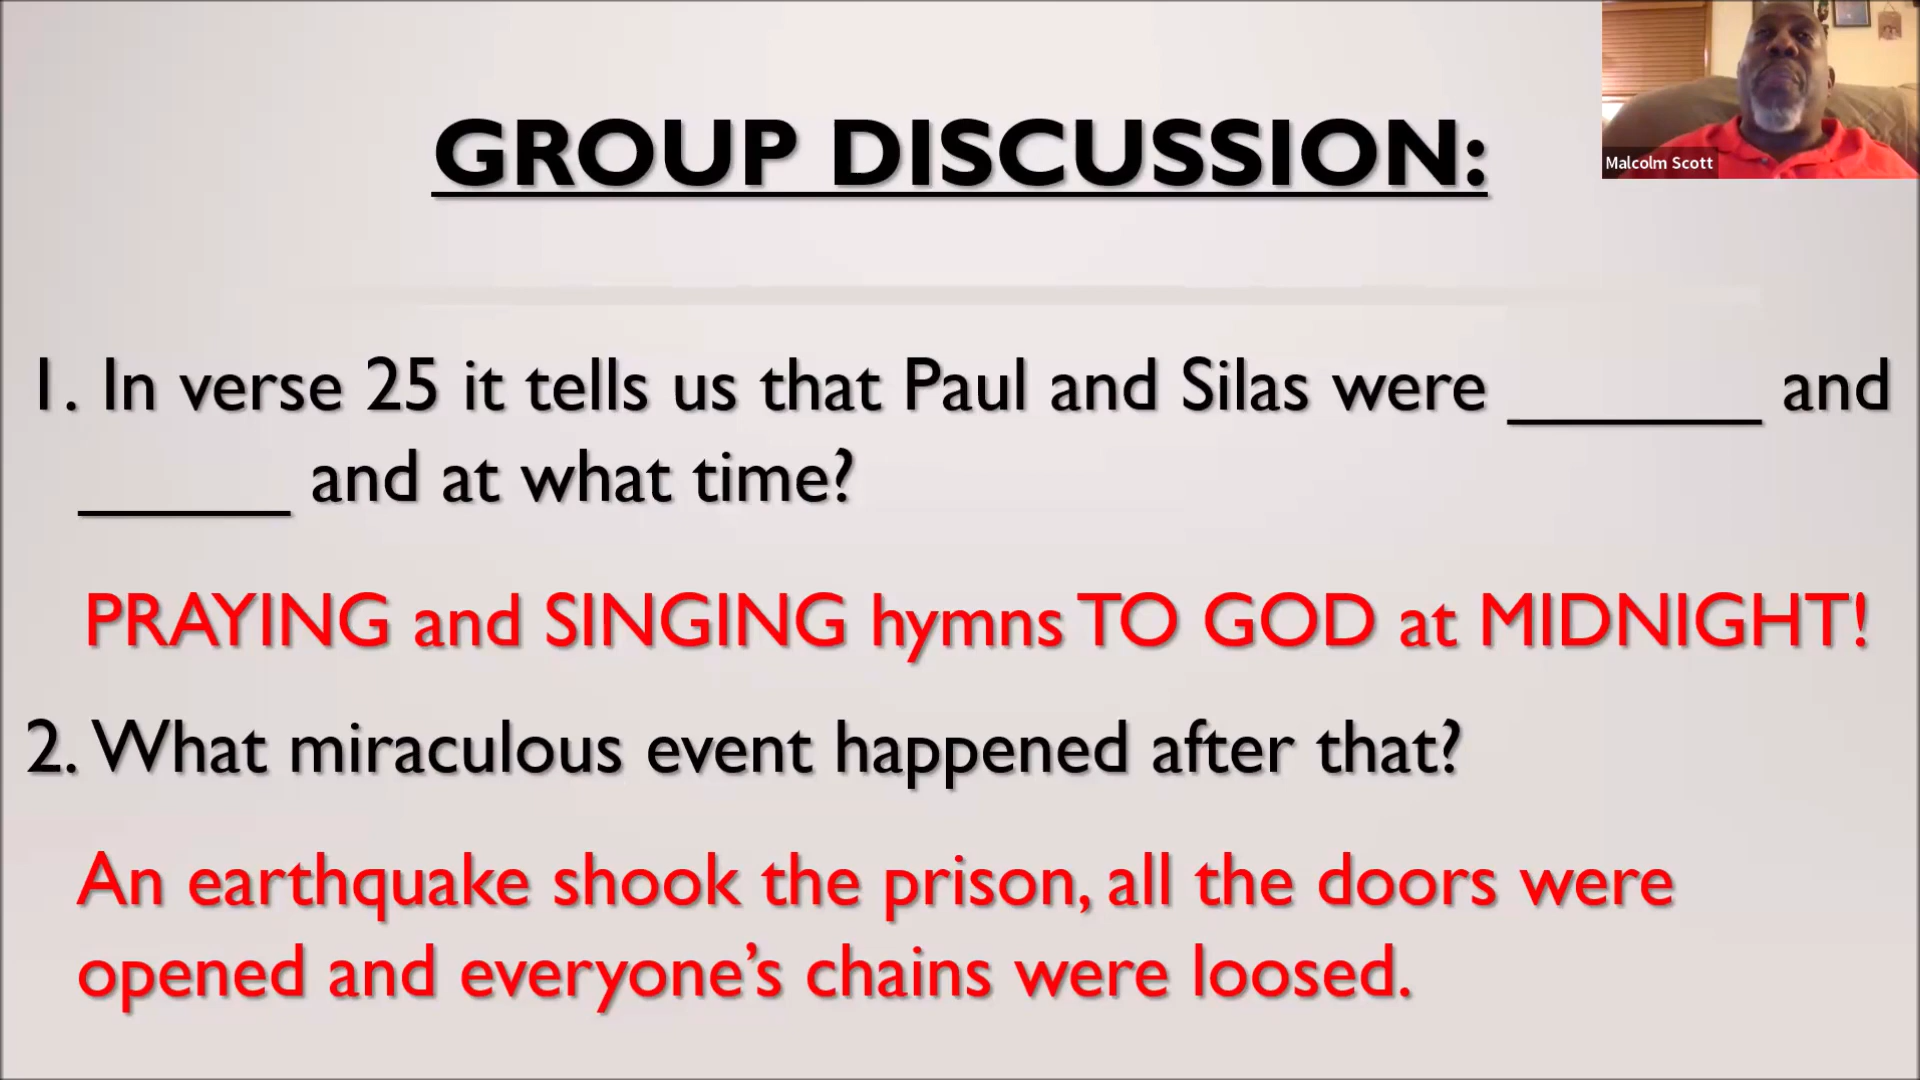 GROUP DISCUSSION:
Malcolm Scott
1. In verse 25 it tells us that Paul and Silas were _______ and
______ and at what time?
PRAYING and SINGING hymns TO GOD at MIDNIGHT!
2. What miraculous event happened after that?
An earthquake shook the prison, all the doors were
opened and everyone’s chains were loosed.